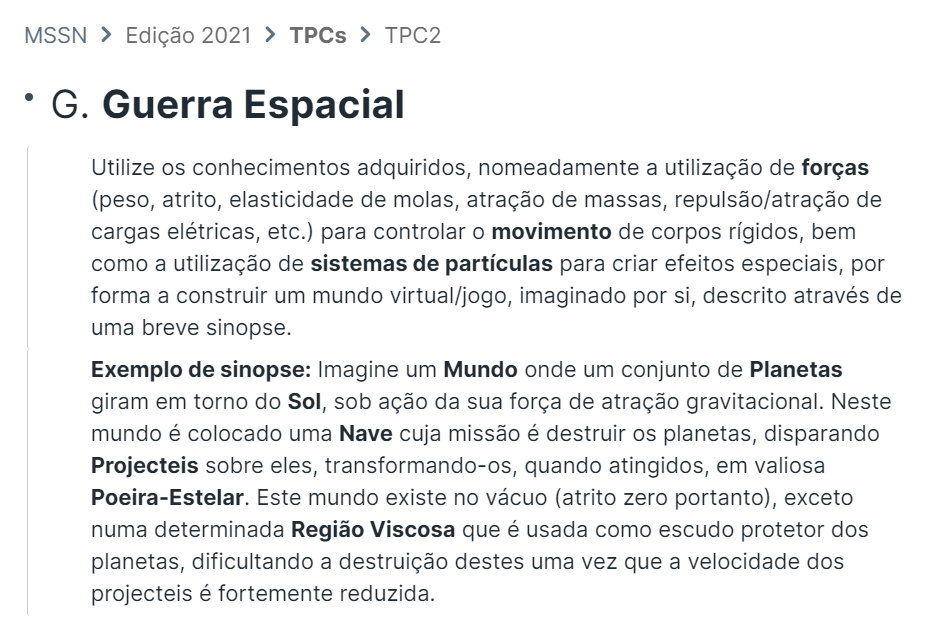 MSSN > Edição 2021 > TPCs > TPC2
• G. Guerra Espacial
Utilize os conhecimentos adquiridos, nomeadamente a utilização de forças
(peso, atrito, elasticidade de molas, atração de massas, repulsão/atração de
cargas elétricas, etc.) para controlar o movimento de corpos rígidos, bem
como a utilização de sistemas de partículas para criar efeitos especiais, por
forma a construir um mundo virtual/jogo, imaginado por si, descrito através de
uma breve sinopse.
Exemplo de sinopse: Imagine um Mundo onde um conjunto de Planetas
giram em torno do Sol, sob ação da sua força de atração gravitacional. Neste
mundo é colocado uma Nave cuja missão é destruir os planetas, disparando
Projecteis sobre eles, transformando-os, quando atingidos, em valiosa
Poeira-Estelar. Este mundo existe no vácuo (atrito zero portanto), exceto
numa determinada Região Viscosa que é usada como escudo protetor dos
planetas, dificultando a destruição destes uma vez que a velocidade dos
projecteis é fortemente reduzida.